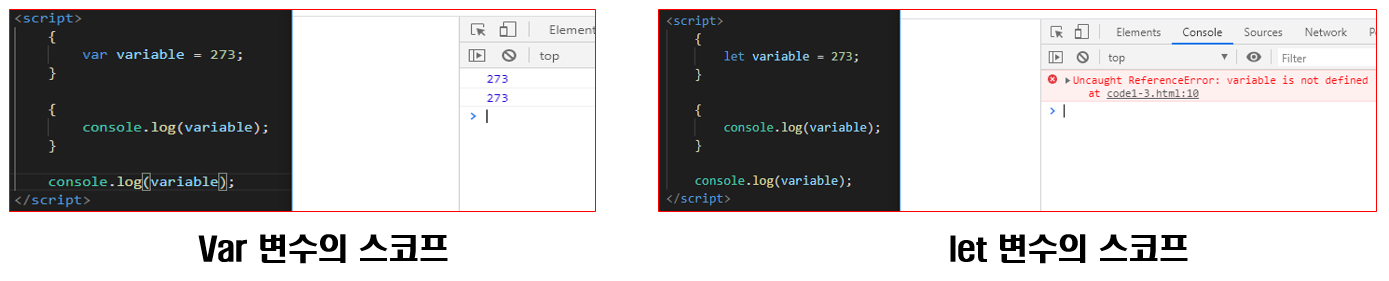 <script>
{
var variable = 273;
}
{
console.log(variable);
}
console.log(variable);
</script>
Elemen
top
273
273
>
Var 변수의 스코프
<script>
{
let variable = 273;
}
{
console.log(variable);
}
console.log(variable);
</script>
Elements Console Sources Network P
top ▼ Filter
▶Uncaught ReferenceError: variable is not defined
at code1-3.html:10
>
let 변수의 스코프